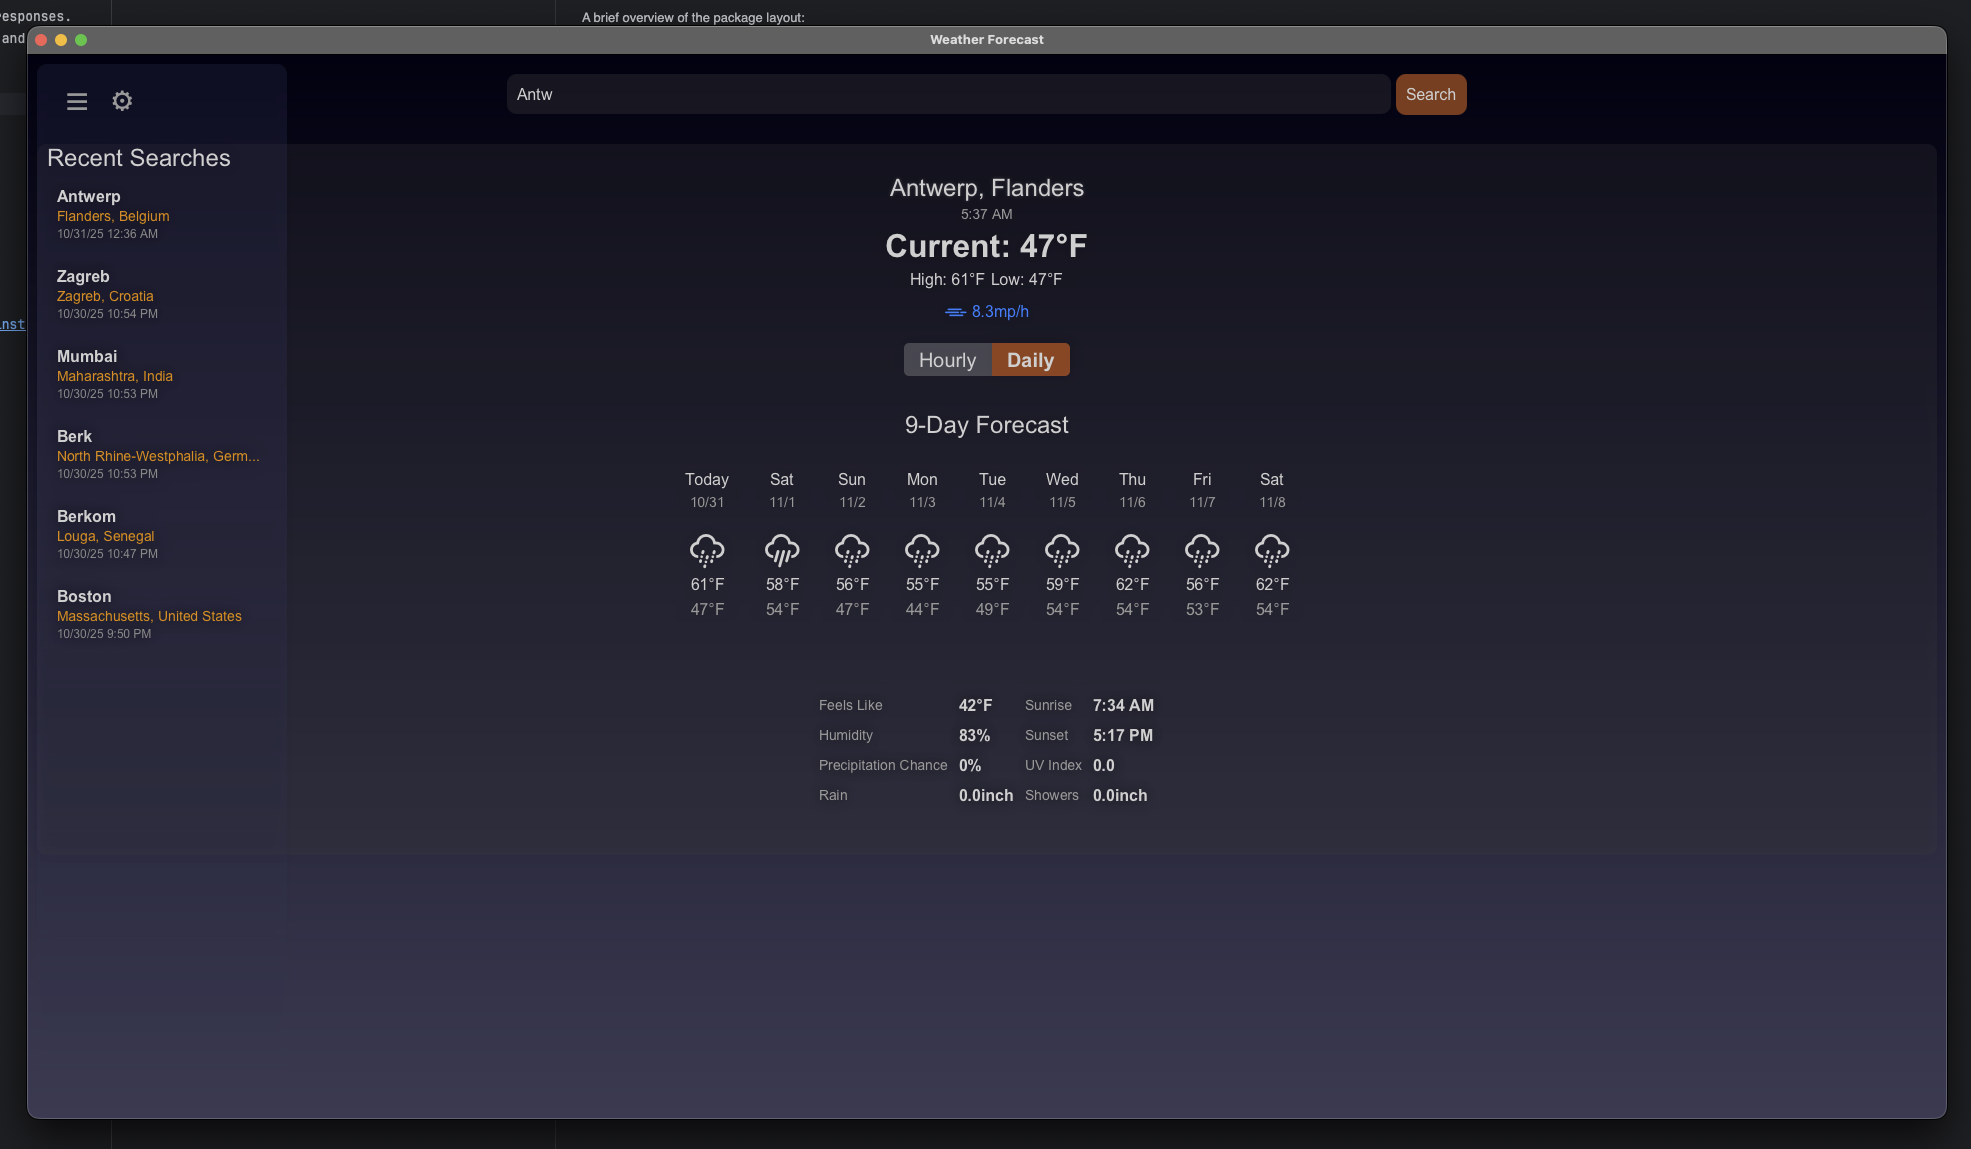 esponses.
A brief overview of the package layout:
and
Weather Forecast
Antw
Search
Recent Searches
Antwerp
Flanders, Belgium
10/31/25 12:36 AM
Zagreb
Zagreb, Croatia
10/30/25 10:54 PM
Mumbai
Maharashtra, India
10/30/25 10:53 PM
Berk
North Rhine-Westphalia, Germ...
10/30/25 10:53 PM
Berkom
Louga, Senegal
10/30/25 10:47 PM
Boston
Massachusetts, United States
10/30/25 9:50 PM
inst
Antwerp, Flanders
5:37 AM
Current: 47°F
High: 61°F Low: 47°F
8.3mp/h
Hourly Daily
9-Day Forecast
Today Sat Sun Mon Tue Wed Thu Fri Sat
10/31 11/1 11/2 11/3 11/4 11/5 11/6 11/7 11/8
61°F 58°F 56°F 55°F 55°F 59°F 62°F 56°F 62°F
47°F 54°F 47°F 44°F 49°F 54°F 54°F 53°F 54°F
Feels Like 42°F Sunrise 7:34 AM
Humidity 83% Sunset 5:17 PM
Precipitation Chance 0% UV Index 0.0
Rain 0.0inch Showers 0.0inch